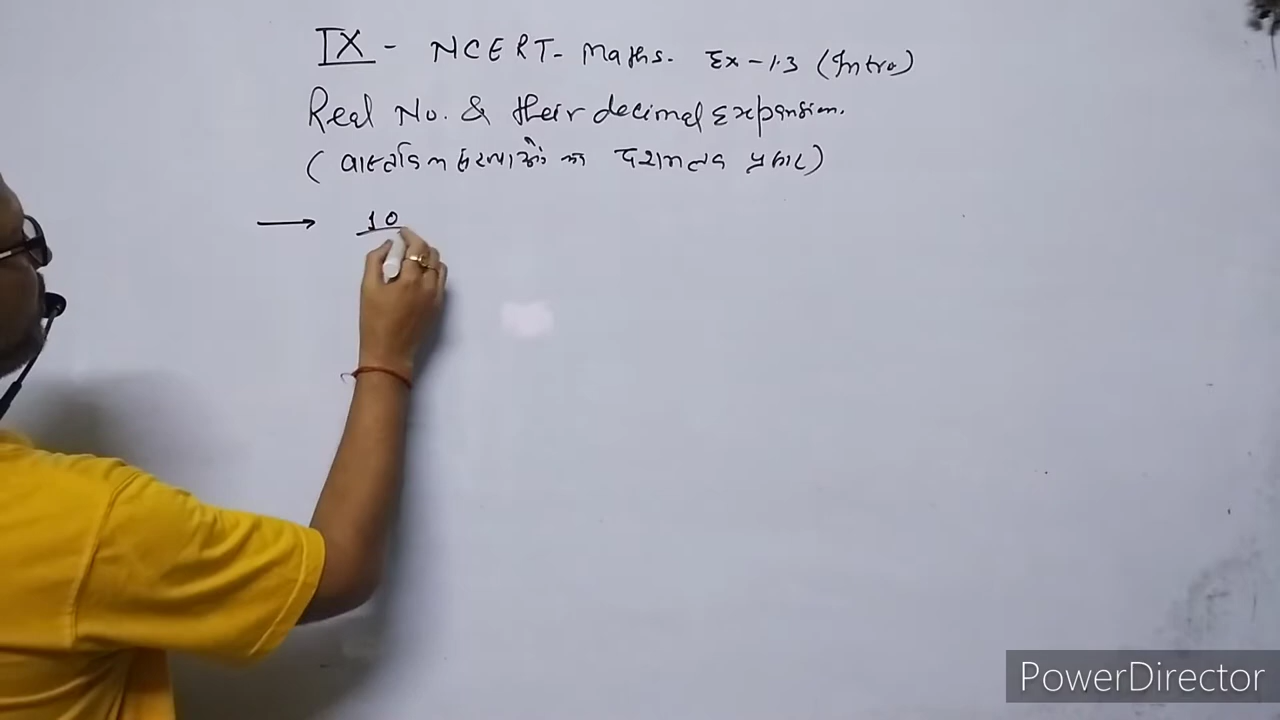 IX - NCERT- Maths. Ex-1.3 (Intro)
Real No. & their decimal Expansion.
(वास्तविक संख्याओं का दशमलव प्रसार)
→ 10
PowerDirector